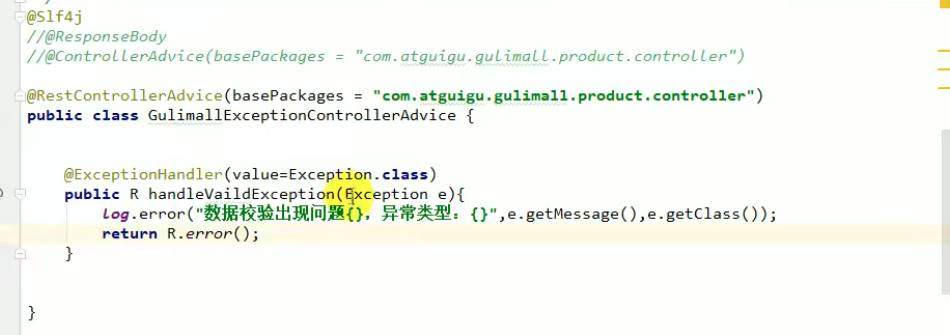 @Slf4j
//@ResponseBody
//@ControllerAdvice(basePackages = "com.atguigu.gulimall.product.controller")
@RestControllerAdvice(basePackages = "com.atguigu.gulimall.product.controller")
public class GulimallExceptionControllerAdvice {
@ExceptionHandler(value=Exception.class)
public R handleVaildException(Exception e){
log.error("数据校验出现问题{}，异常类型：{}",e.getMessage(),e.getClass());
return R.error();
}
}